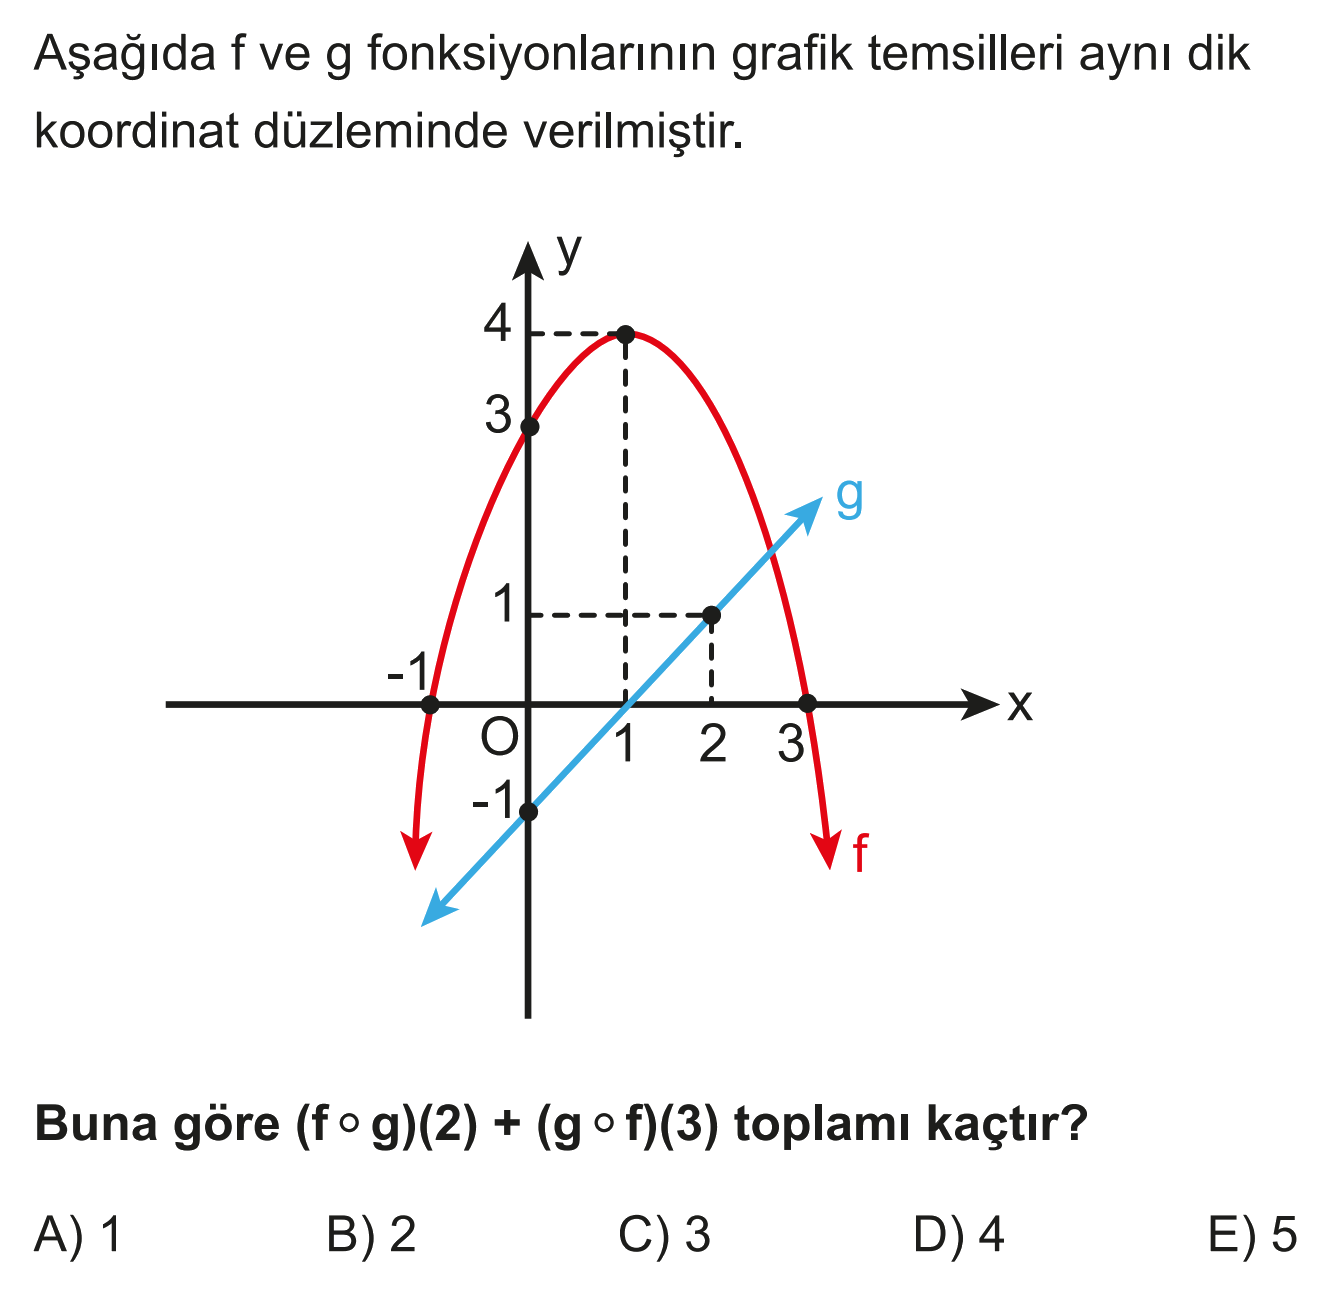 Aşağıda f ve g fonksiyonlarının grafik temsilleri aynı dik
koordinat düzleminde verilmiştir.
y
4
3
g
1
-1
x
O
1 2 3
-1
f
Buna göre (f∘g)(2) + (g∘f)(3) toplamı kaçtır?
A) 1 B) 2 C) 3 D) 4 E) 5